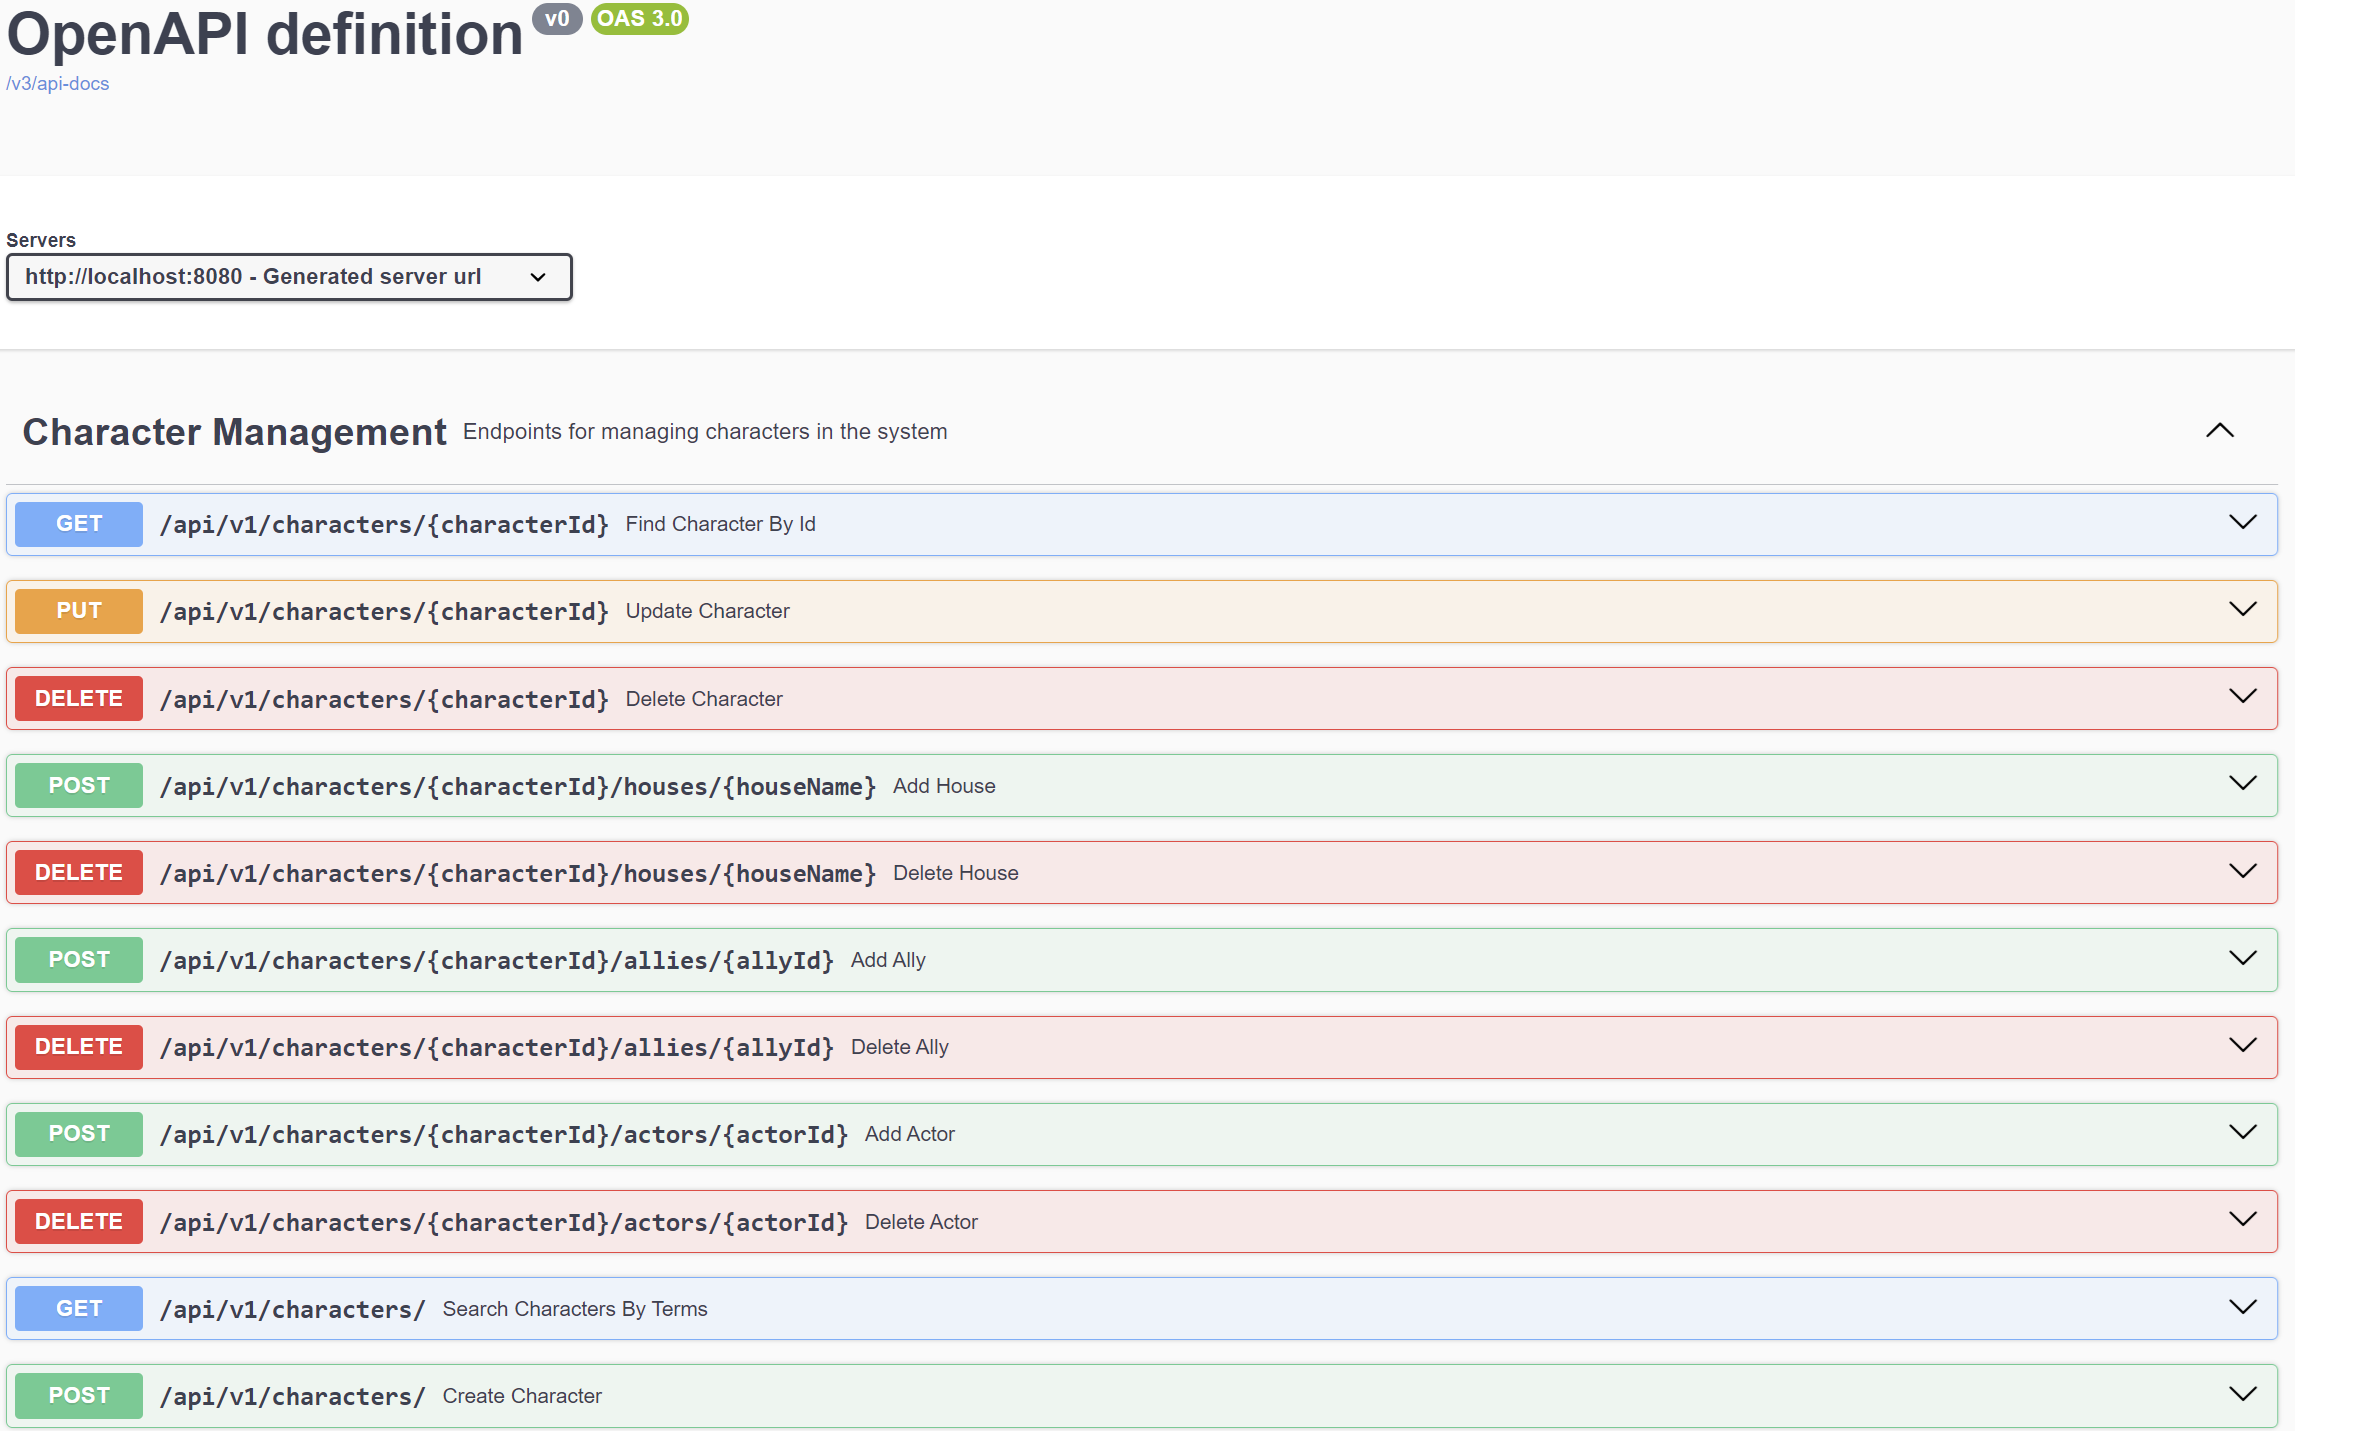 OpenAPI definition v0 OAS 3.0
/v3/api-docs
Servers
http://localhost:8080 - Generated server url
Character Management Endpoints for managing characters in the system
GET /api/v1/characters/{characterId} Find Character By Id
PUT /api/v1/characters/{characterId} Update Character
DELETE /api/v1/characters/{characterId} Delete Character
POST /api/v1/characters/{characterId}/houses/{houseName} Add House
DELETE /api/v1/characters/{characterId}/houses/{houseName} Delete House
POST /api/v1/characters/{characterId}/allies/{allyId} Add Ally
DELETE /api/v1/characters/{characterId}/allies/{allyId} Delete Ally
POST /api/v1/characters/{characterId}/actors/{actorId} Add Actor
DELETE /api/v1/characters/{characterId}/actors/{actorId} Delete Actor
GET /api/v1/characters/ Search Characters By Terms
POST /api/v1/characters/ Create Character